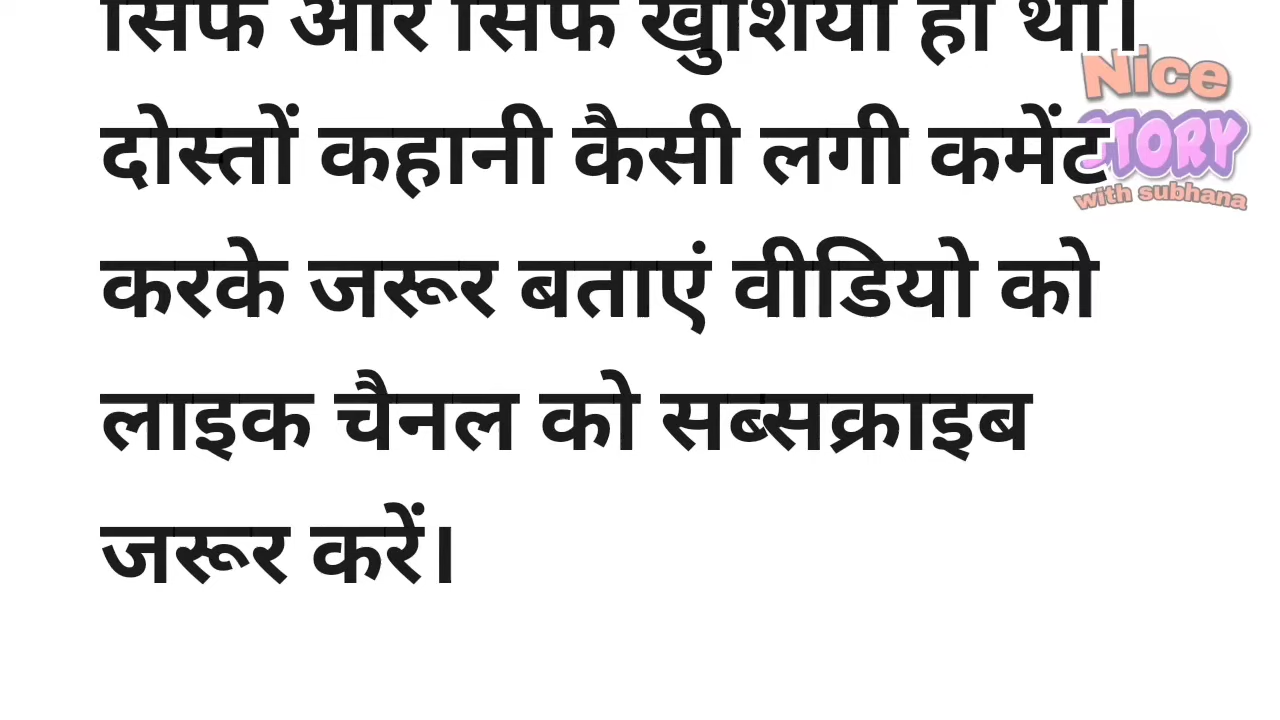 सिर्फ और सिर्फ खुशियां ही थी।
दोस्तों कहानी कैसी लगी कमेंट
करके जरूर बताएं वीडियो को
लाइक चैनल को सब्सक्राइब
जरूर करें।
Nice
STORY
with subhana